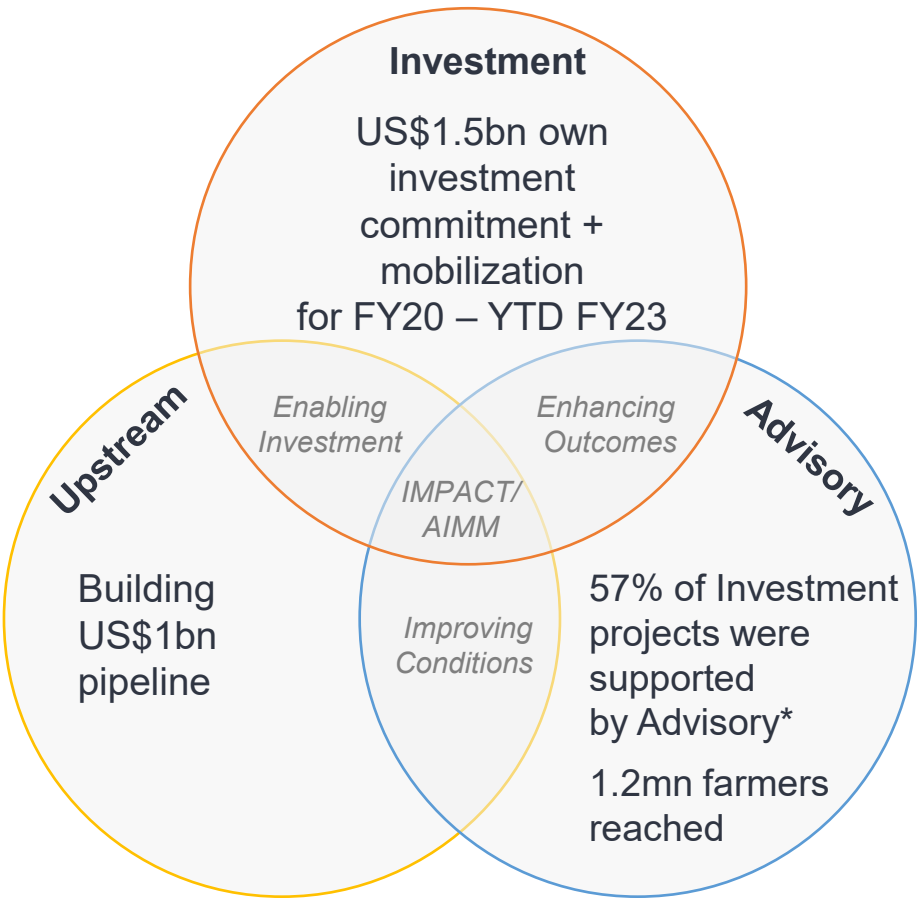 Investment
US$1.5bn own
investment
commitment +
mobilization
for FY20 – YTD FY23
Enabling
Investment
Enhancing
Outcomes
IMPACT/
AIMM
Improving
Conditions
Upstream
Building
US$1bn
pipeline
Advisory
57% of Investment
projects were
supported
by Advisory*
1.2mn farmers
reached